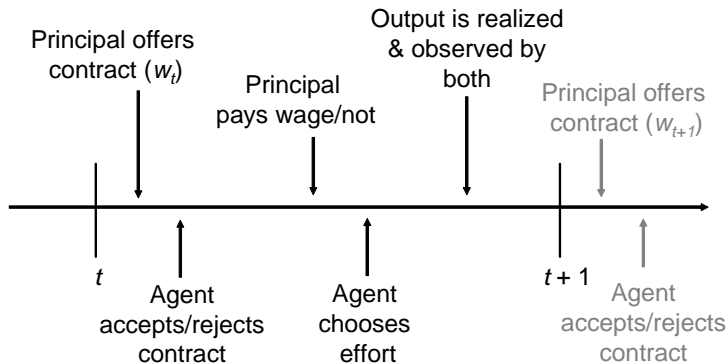 Principal offers
contract (wt)
Principal
pays wage/not
Output is realized
& observed by
both
Principal offers
contract (wt+1)
t
t + 1
Agent
accepts/rejects
contract
Agent
chooses
effort
Agent
accepts/rejects
contract